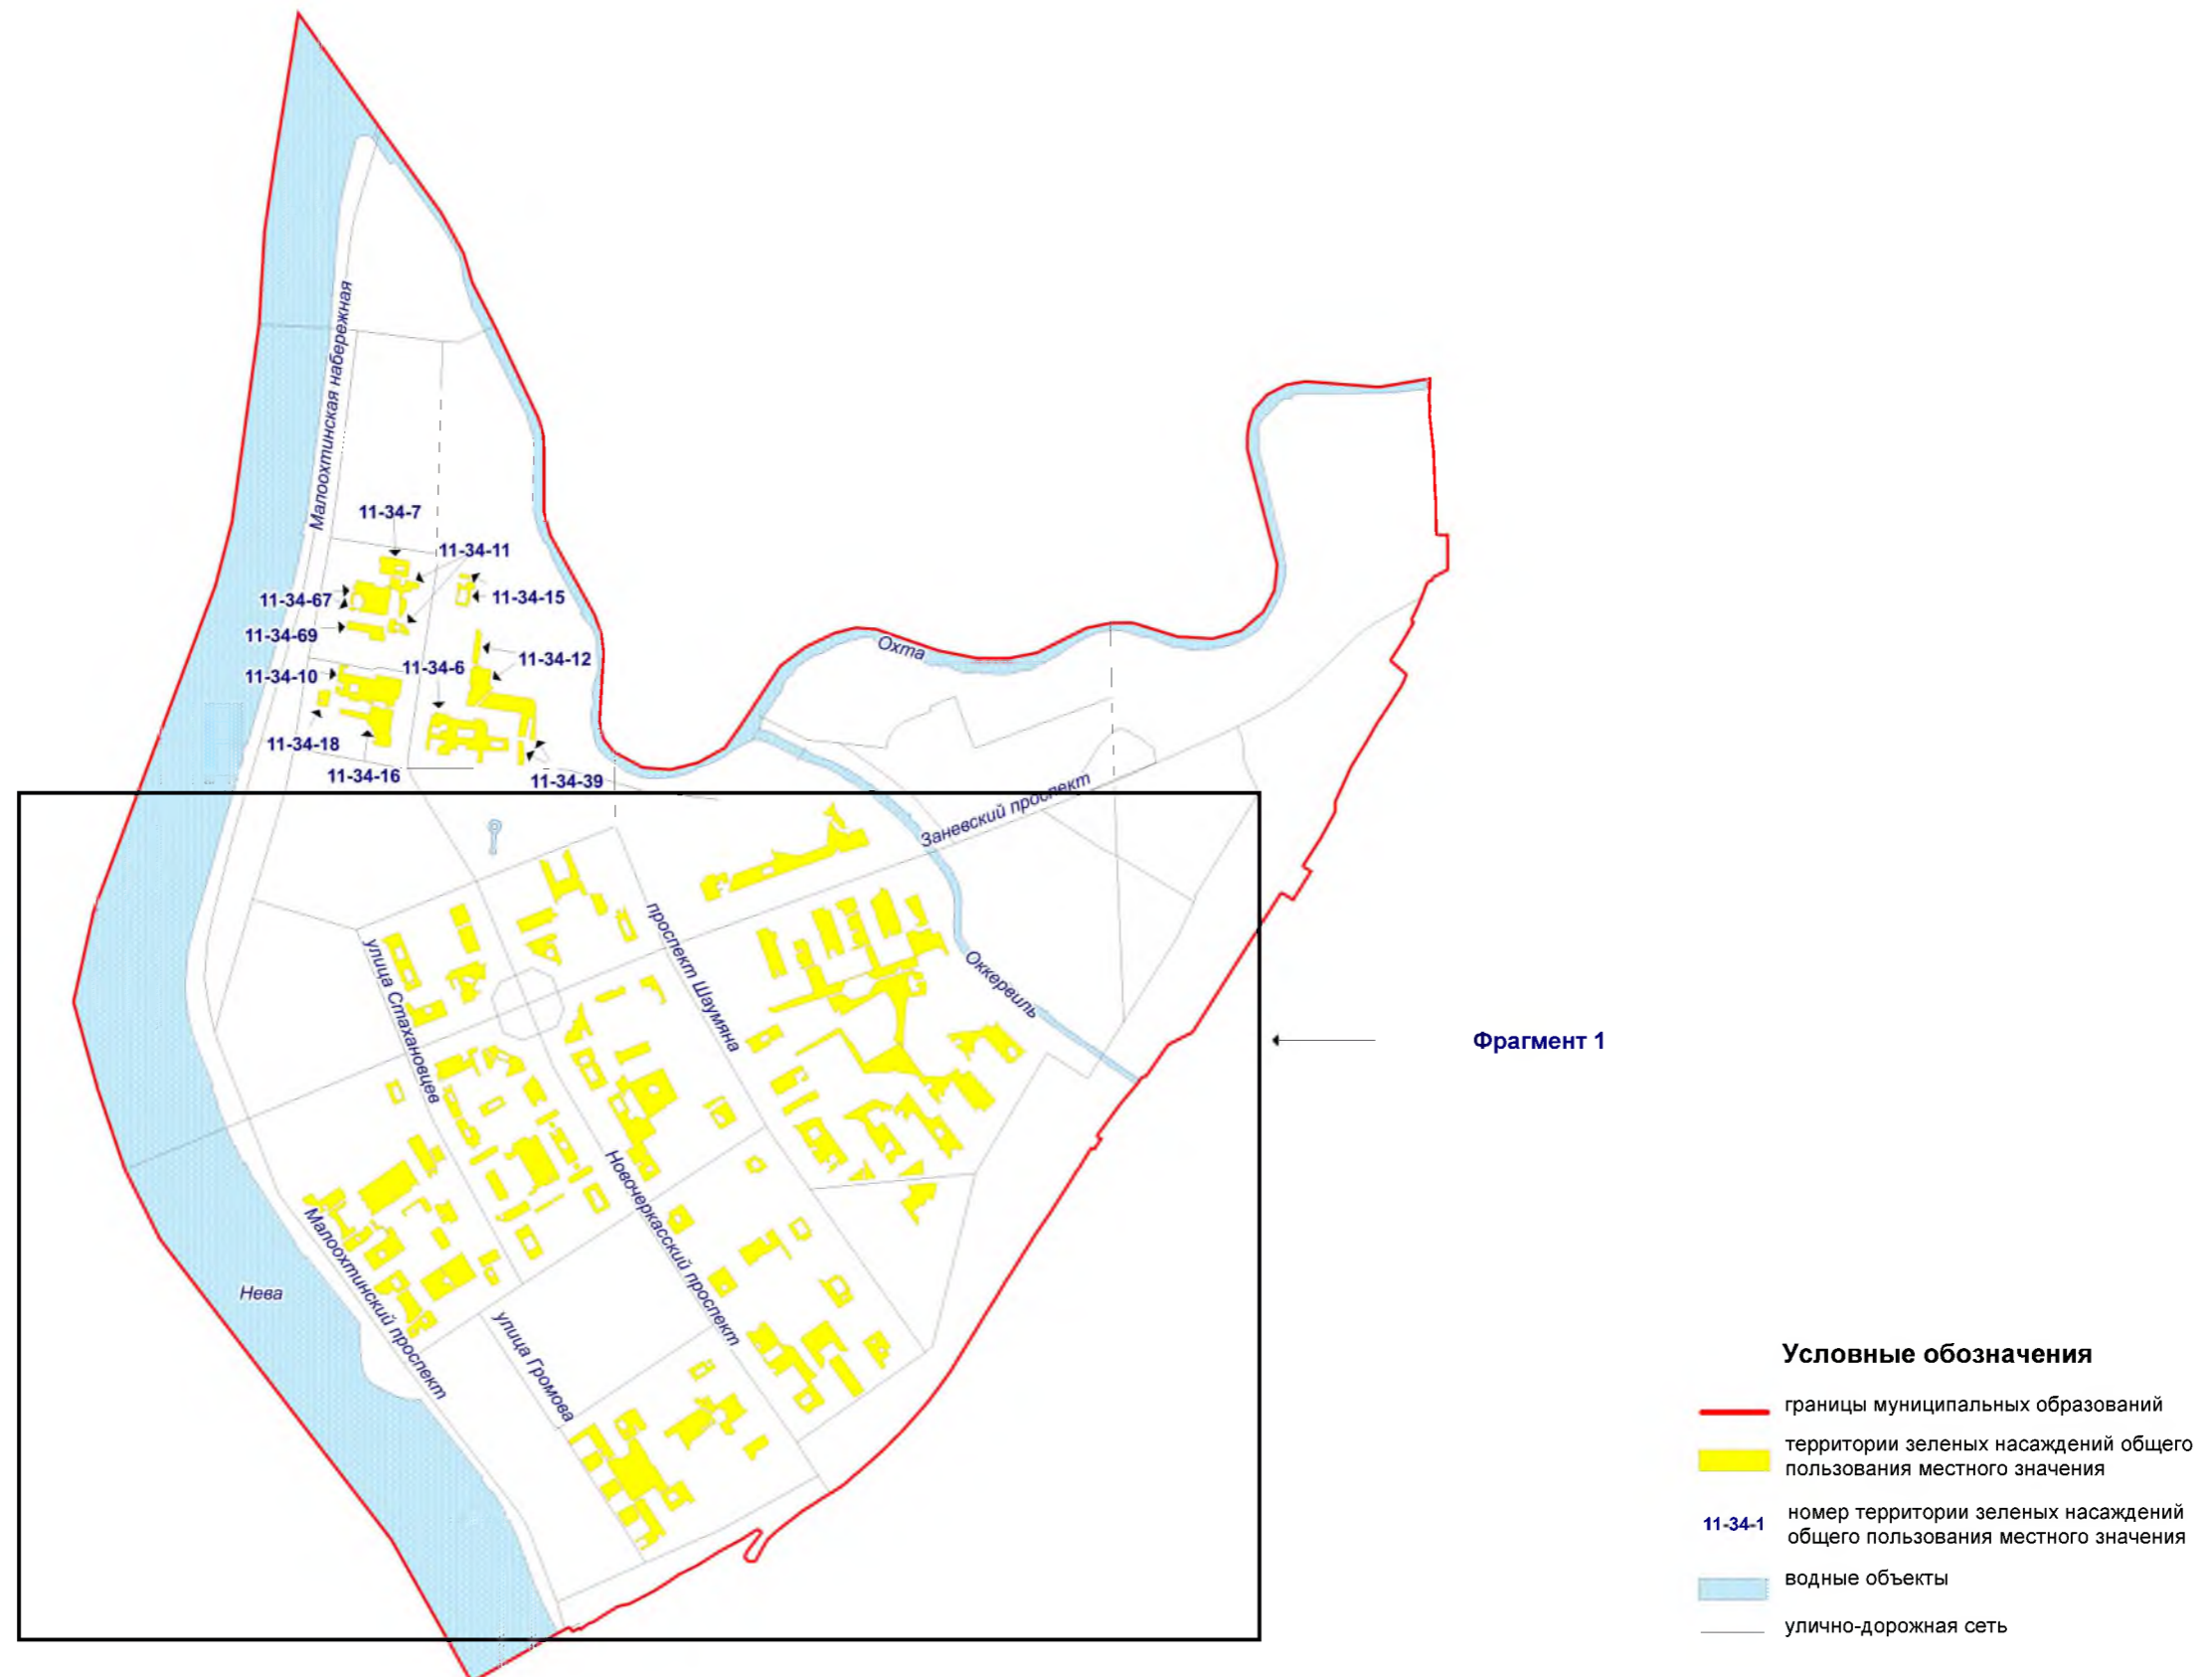 Малоохтинская набережная
11-34-7
11-34-11
11-34-67
11-34-15
11-34-69
11-34-12
11-34-6
11-34-10
11-34-18
11-34-16
11-34-39
Охта
Заневский проспект
проспект Шаумяна
улица Стахановцев
Оккервиль
Фрагмент 1
Новочеркасский проспект
Малоохтинский проспект
Нева
улица Громова
Условные обозначения
границы муниципальных образований
территории зеленых насаждений общего
пользования местного значения
11-34-1
номер территории зеленых насаждений
общего пользования местного значения
водные объекты
улично-дорожная сеть